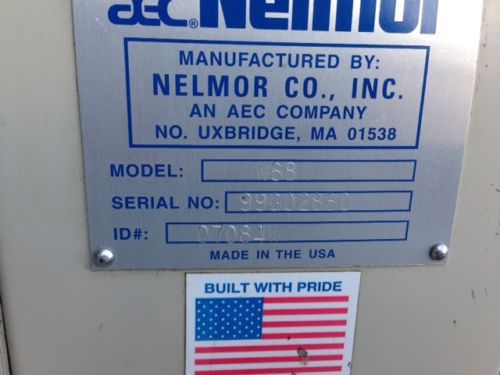 AEC® Nelmor
MANUFACTURED BY:
NELMOR CO., INC.
AN AEC COMPANY
NO. UXBRIDGE, MA 01538
MODEL:
SERIAL NO:
ID#:
MADE IN THE USA
BUILT WITH PRIDE